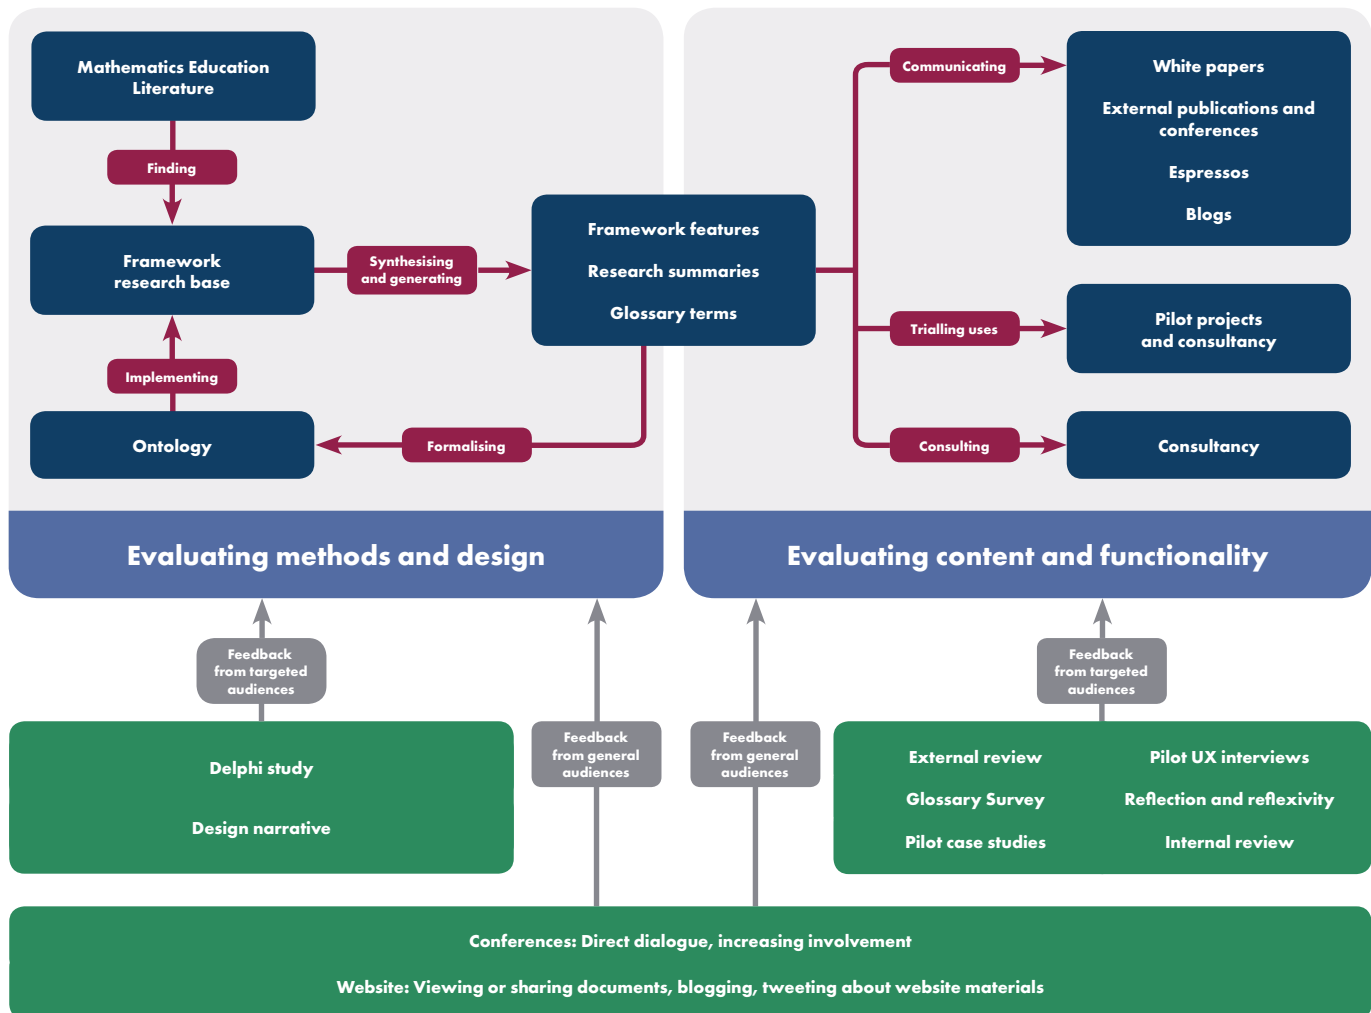 Mathematics Education
Literature
Finding
Framework
research base
Implementing
Ontology
Synthesising
and generating
Formalising
Framework features
Research summaries
Glossary terms
Communicating
White papers
External publications and
conferences
Espressos
Blogs
Trialling uses
Pilot projects
and consultancy
Consulting
Consultancy
Evaluating methods and design
Evaluating content and functionality
Feedback
from targeted
audiences
Delphi study
Design narrative
Feedback
from general
audiences
Feedback
from general
audiences
Feedback
from targeted
audiences
External review
Glossary Survey
Pilot case studies
Pilot UX interviews
Reflection and reflexivity
Internal review
Conferences: Direct dialogue, increasing involvement
Website: Viewing or sharing documents, blogging, tweeting about website materials